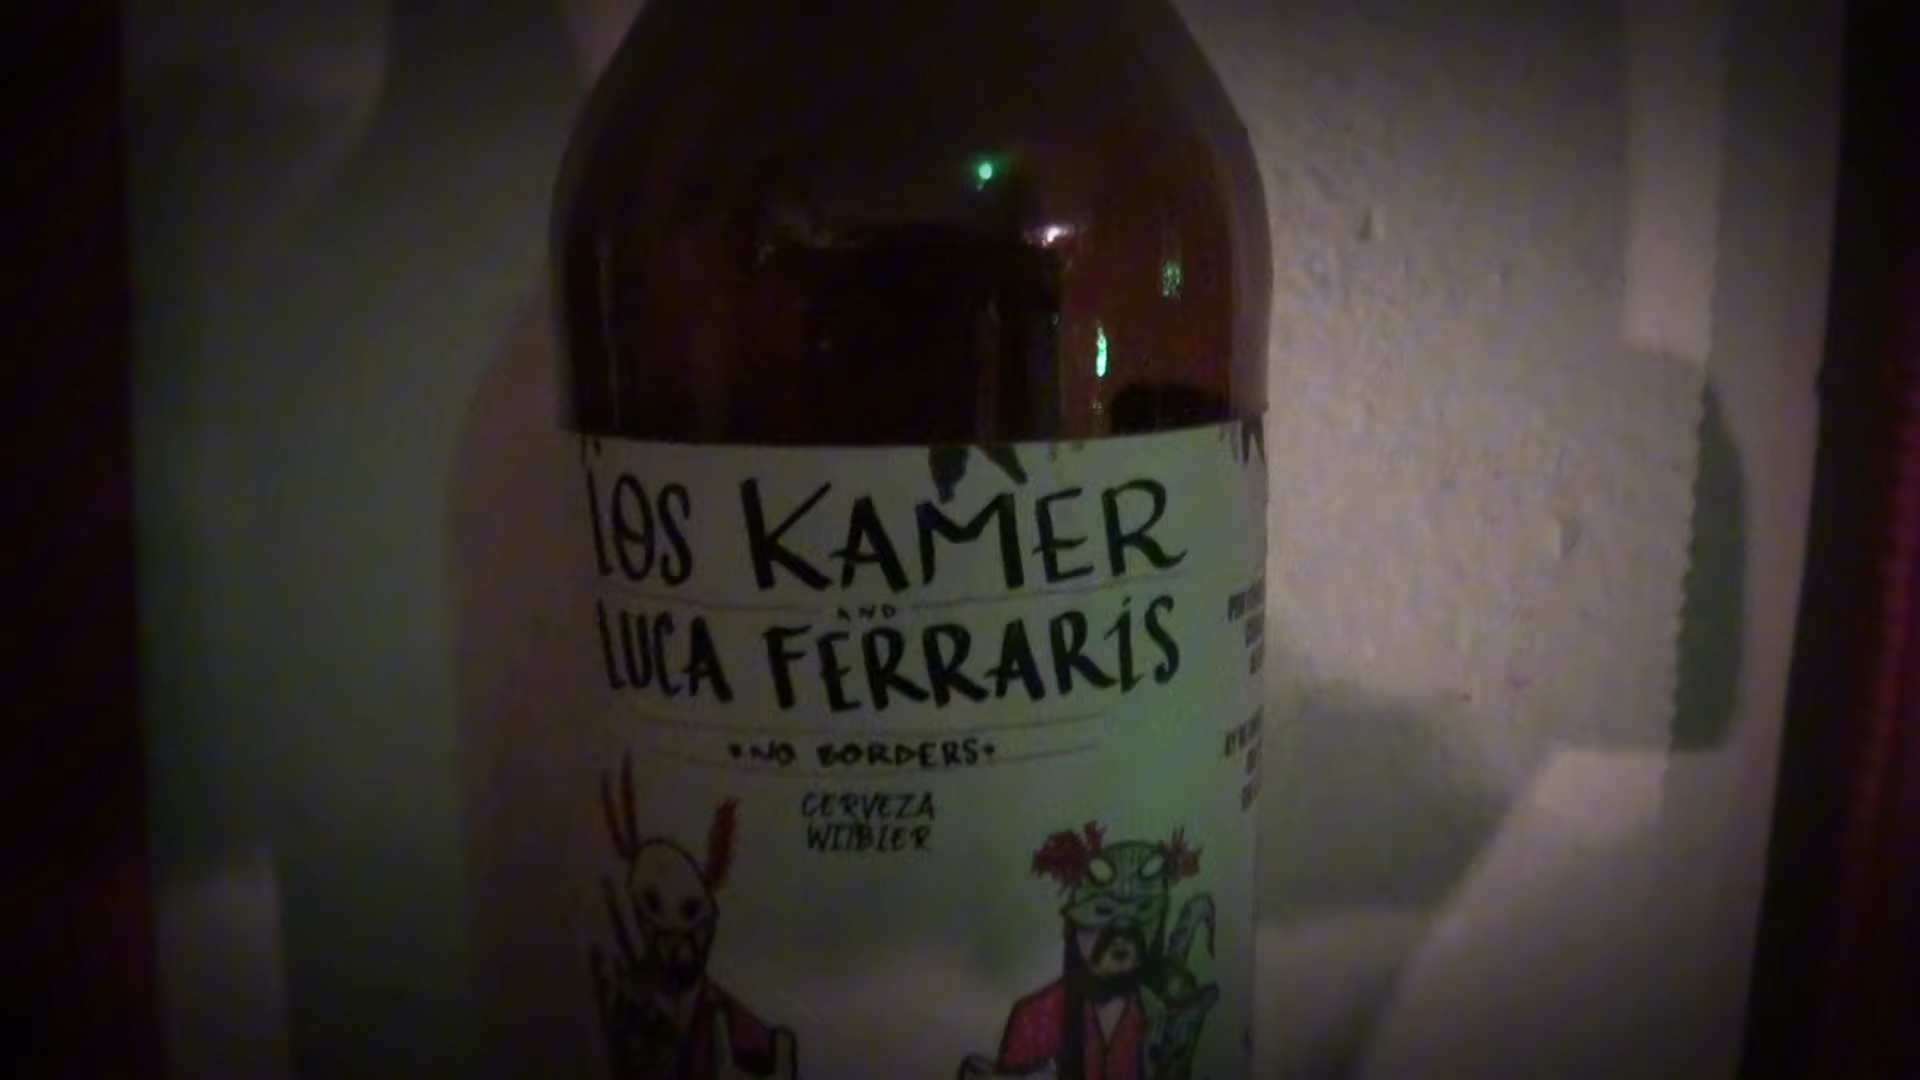 LOS KAMER
AND
LUCA FERRARIS
•NO BORDERS•
CERVEZA
WITBIER